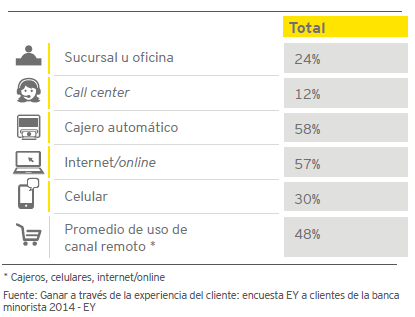 Total
Sucursal u oficina 24%
Call center 12%
Cajero automático 58%
Internet/online 57%
Celular 30%
Promedio de uso de
canal remoto * 48%
* Cajeros, celulares, internet/online
Fuente: Ganar a través de la experiencia del cliente: encuesta EY a clientes de la banca
minorista 2014 - EY